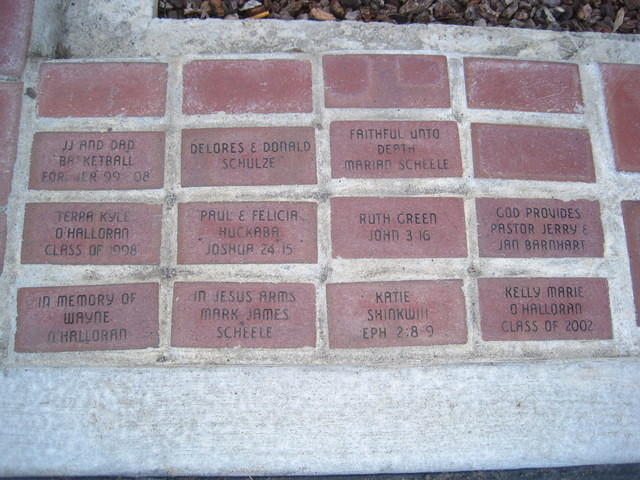 JJ AND DAD
BASKETBALL
FOREVER 99-08
DELORES & DONALD
SCHULZE
FAITHFUL UNTO
DEATH
MARIAN SCHEELE
TERRA KYLE
O'HALLORAN
CLASS OF 1998
PAUL & FELICIA
HUCKABA
JOSHUA 24:15
RUTH GREEN
JOHN 3:16
GOD PROVIDES
PASTOR JERRY &
JAN BARNHART
IN MEMORY OF
WAYNE
O'HALLORAN
IN JESUS ARMS
MARK JAMES
SCHEELE
KATIE
SHINKWIN
EPH 2:8-9
KELLY MARIE
O'HALLORAN
CLASS OF 2002